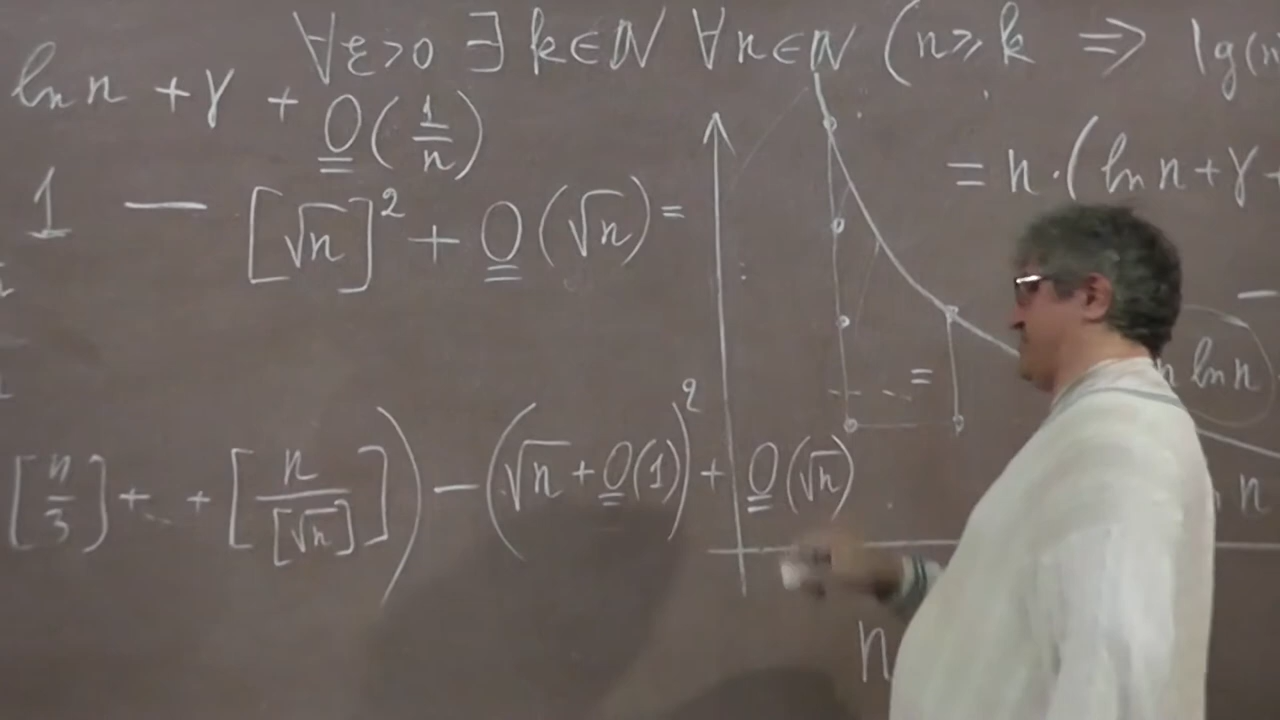 ∀ε>0 ∃ k∈ℕ ∀n∈ℕ (n⩾k ⇒ lg(n
ln n + γ + O(1/n)
= n·(ln n + γ +
1 — [√n]² + O(√n) =
=
n ln n
[n/3] + .. + [n/[√n]]) — (√n + O(1))² + O(√n)
n
n